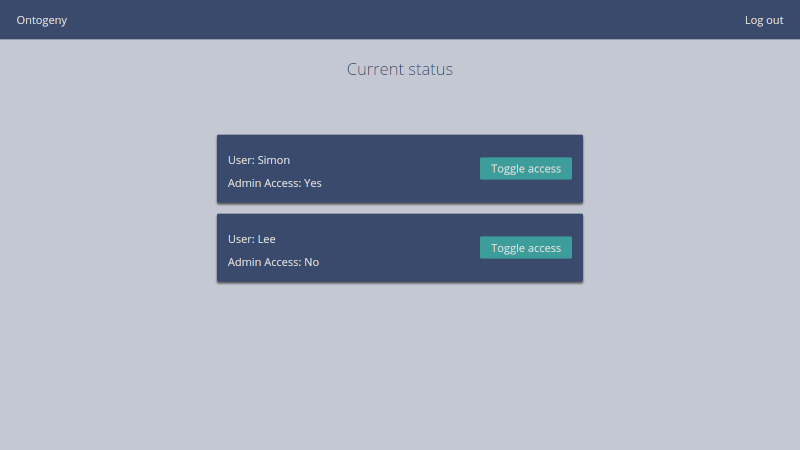 Ontogeny
Log out
Current status
User: Simon
Admin Access: Yes
Toggle access
User: Lee
Admin Access: No
Toggle access